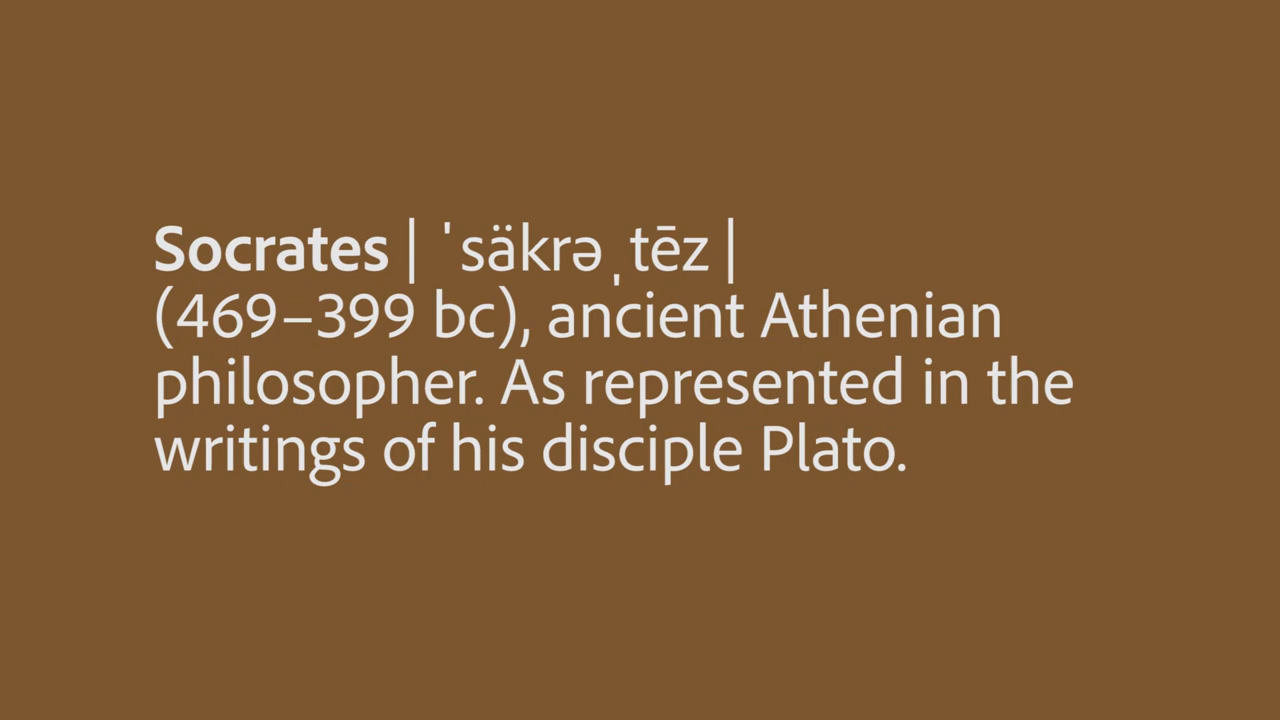 Socrates | ˈsäkrəˌtēz |
(469–399 bc), ancient Athenian
philosopher. As represented in the
writings of his disciple Plato.